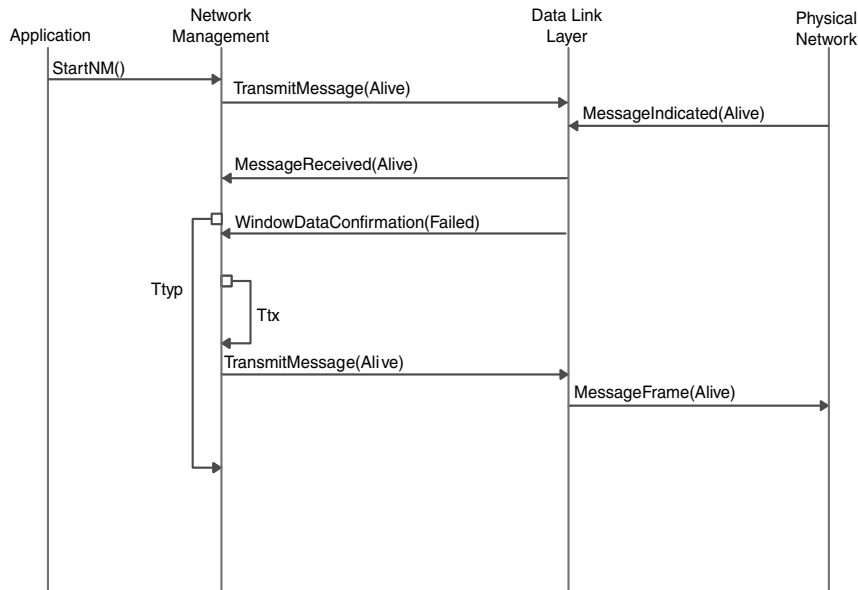 Application
Network
Management
Data Link
Layer
Physical
Network
StartNM()
TransmitMessage(Alive)
MessageIndicated(Alive)
MessageReceived(Alive)
WindowDataConfirmation(Failed)
Ttyp
Ttx
TransmitMessage(Alive)
MessageFrame(Alive)